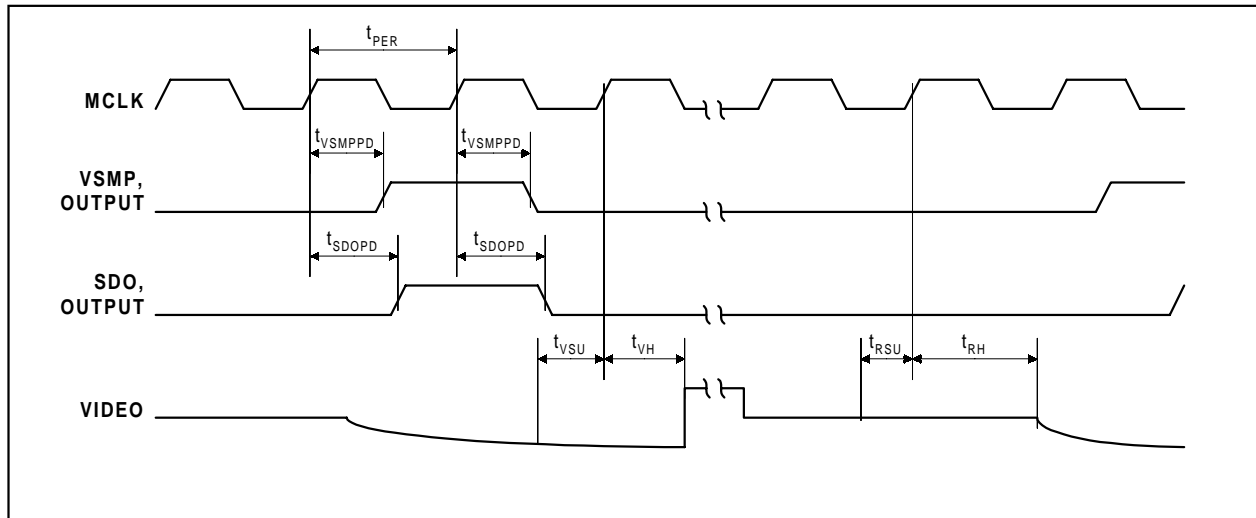 tPER
MCLK
tVSMPPD tVSMPPD
VSMP,
OUTPUT
tSDOPD tSDOPD
SDO,
OUTPUT
tVSU tVH tRSU tRH
VIDEO